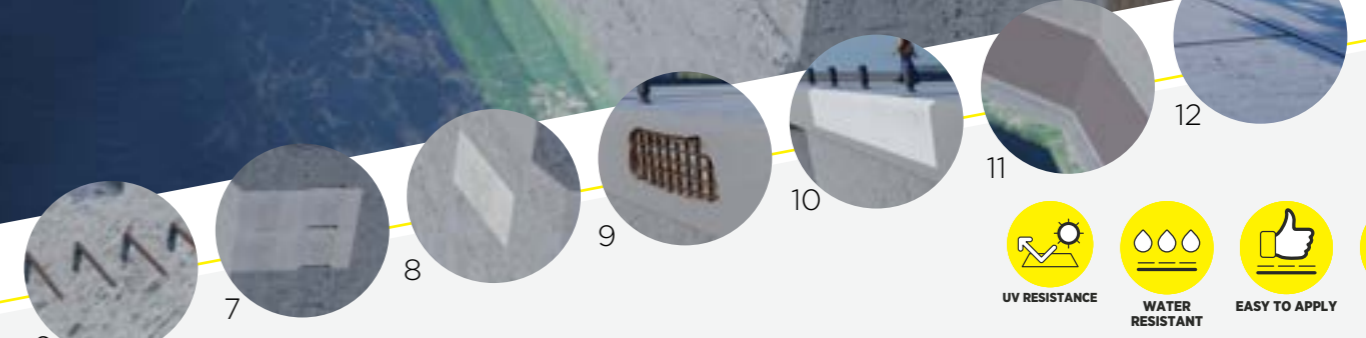 12
11
10
9
8
7
UV RESISTANCE
WATER
RESISTANT
EASY TO APPLY